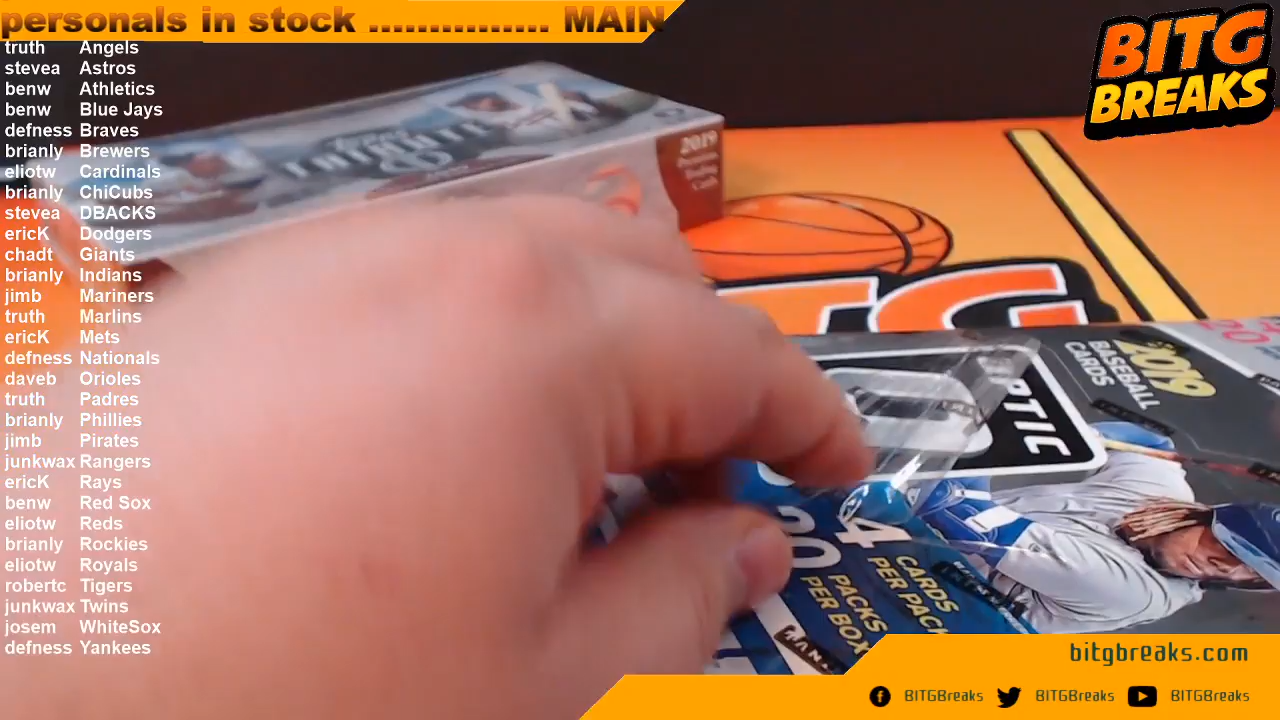 personals in stock ............... MAIN
BITG
BREAKS
truth Angels
stevea Astros
benw Athletics
benw Blue Jays
defness Braves
brianly Brewers
eliotw Cardinals
brianly ChiCubs
stevea DBACKS
ericK Dodgers
chadt Giants
brianly Indians
jimb Mariners
truth Marlins
ericK Mets
defness Nationals
daveb Orioles
truth Padres
brianly Phillies
jimb Pirates
junkwax Rangers
ericK Rays
benw Red Sox
eliotw Reds
brianly Rockies
eliotw Royals
robertc Tigers
junkwax Twins
josem WhiteSox
defness Yankees
TRIBUTE
2019
TG
2019
BASEBALL
CARDS
OPTIC
4 CARDS
PER PACK
20 PACKS
PER BOX
bitgbreaks.com
BITGBreaks BITGBreaks BITGBreaks